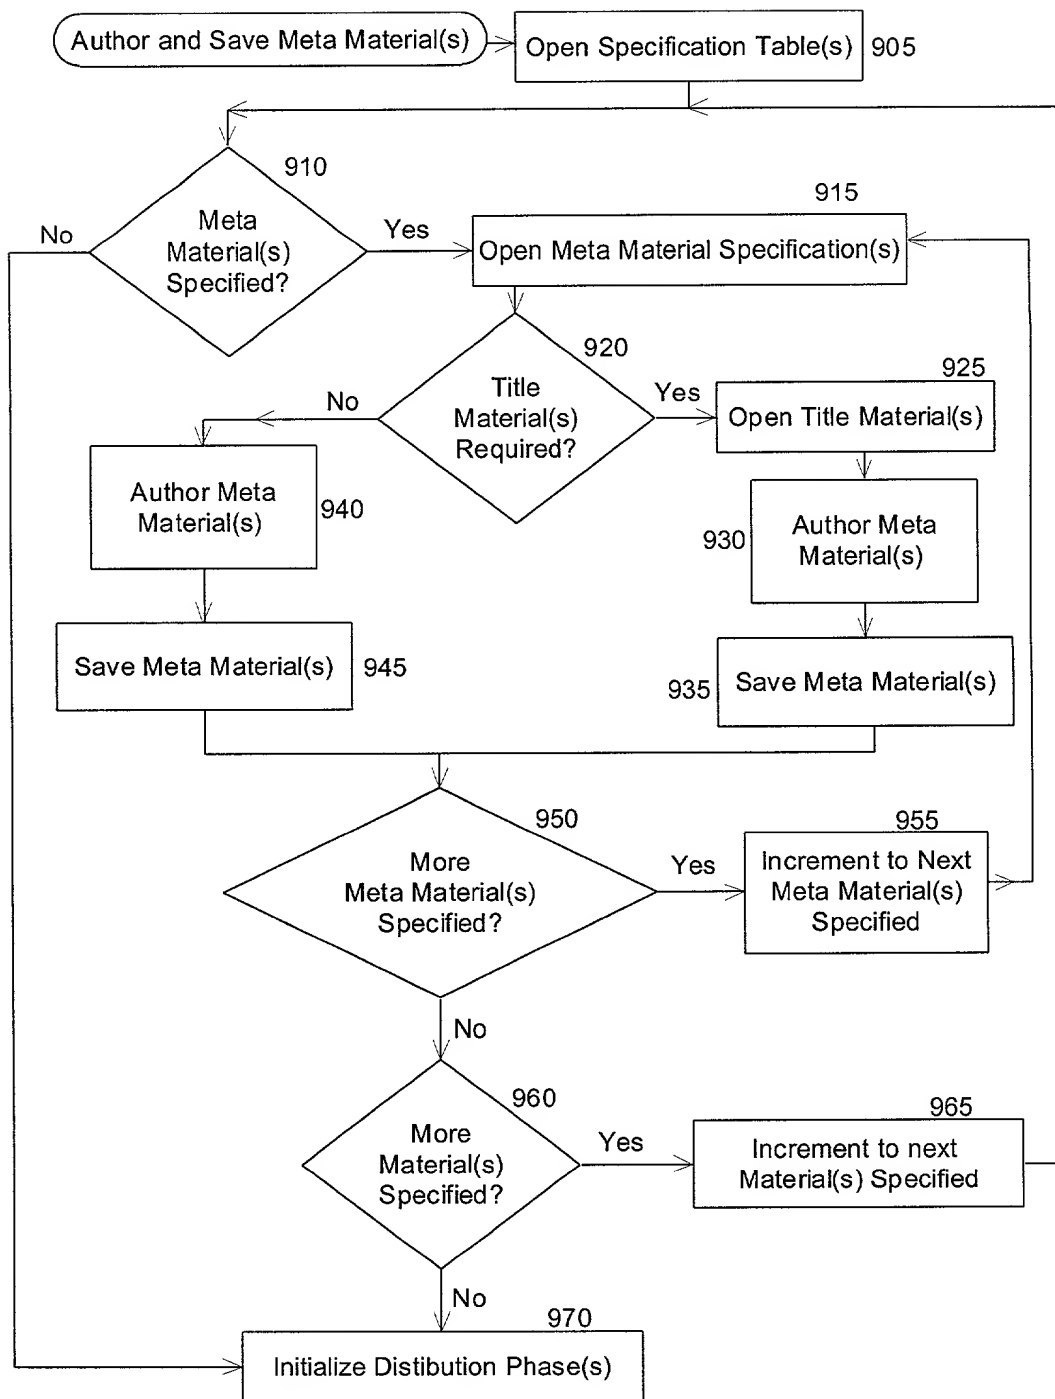 Author and Save Meta Material(s)
Open Specification Table(s)
905
910
Meta
Material(s)
Specified?
No
Yes
915
Open Meta Material Specification(s)
920
Title
Material(s)
Required?
No
Yes
925
Open Title Material(s)
Author Meta
Material(s)
940
930
Author Meta
Material(s)
Save Meta Material(s)
945
935
Save Meta Material(s)
950
More
Meta Material(s)
Specified?
Yes
955
Increment to Next
Meta Material(s)
Specified
No
960
More
Material(s)
Specified?
Yes
965
Increment to next
Material(s) Specified
No
970
Initialize Distibution Phase(s)